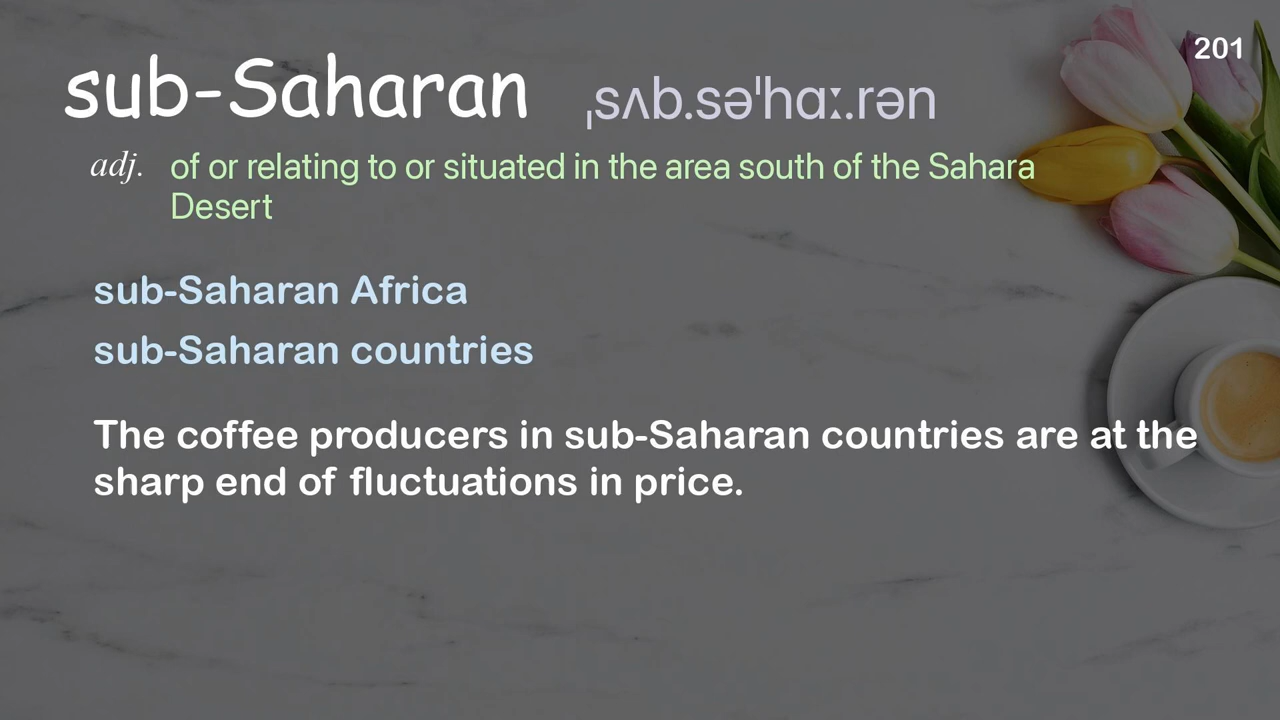 201
sub-Saharan ˌsʌb.səˈhɑː.rən
adj. of or relating to or situated in the area south of the Sahara
Desert
sub-Saharan Africa
sub-Saharan countries
The coffee producers in sub-Saharan countries are at the
sharp end of fluctuations in price.